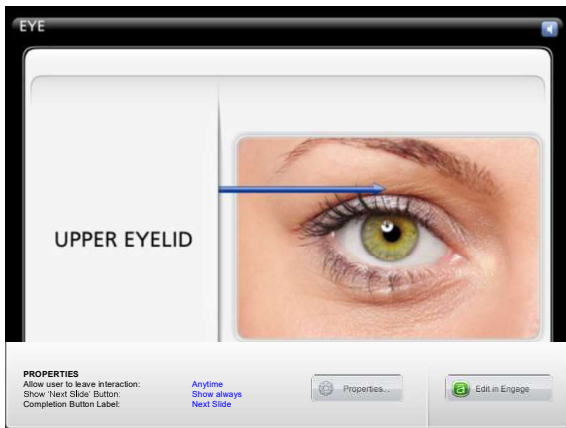 EYE
UPPER EYELID
PROPERTIES
Allow user to leave interaction: Anytime
Show 'Next Slide' Button: Show always
Completion Button Label: Next Slide
Properties...
Edit in Engage